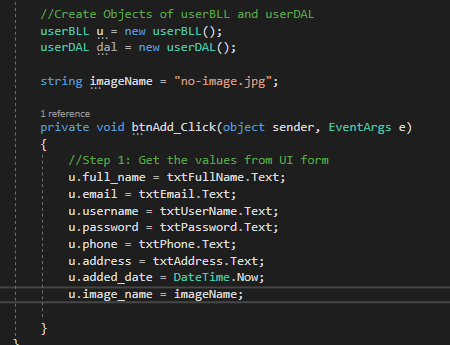 //Create Objects of userBLL and userDAL
userBLL u = new userBLL();
userDAL dal = new userDAL();
string imageName = "no-image.jpg";
1 reference
private void btnAdd_Click(object sender, EventArgs e)
{
//Step 1: Get the values from UI form
u.full_name = txtFullName.Text;
u.email = txtEmail.Text;
u.username = txtUserName.Text;
u.password = txtPassword.Text;
u.phone = txtPhone.Text;
u.address = txtAddress.Text;
u.added_date = DateTime.Now;
u.image_name = imageName;
}
}